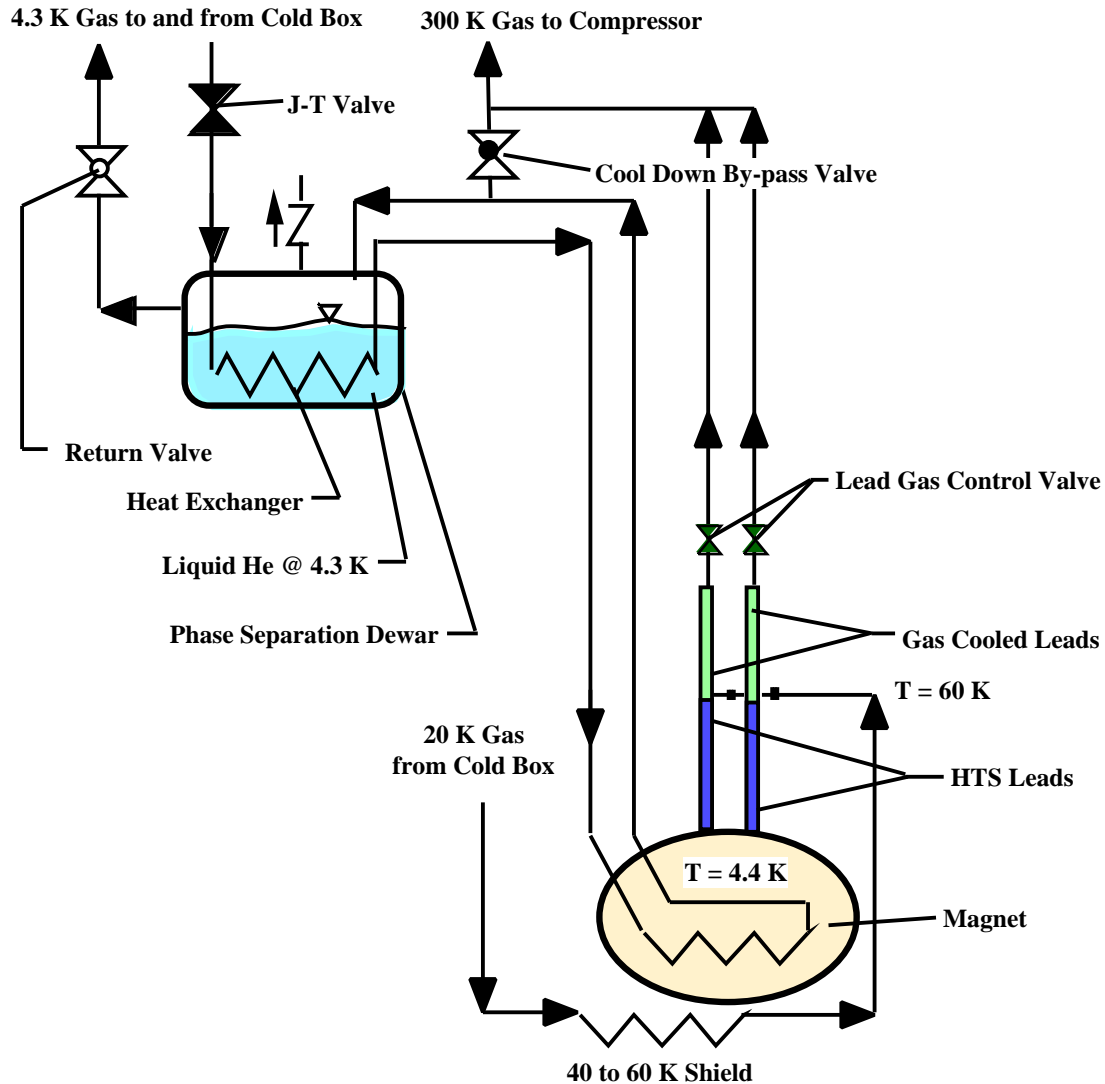 4.3 K Gas to and from Cold Box
300 K Gas to Compressor
J-T Valve
Cool Down By-pass Valve
Return Valve
Heat Exchanger
Lead Gas Control Valve
Liquid He @ 4.3 K
Phase Separation Dewar
Gas Cooled Leads
T = 60 K
20 K Gas
from Cold Box
HTS Leads
T = 4.4 K
Magnet
40 to 60 K Shield